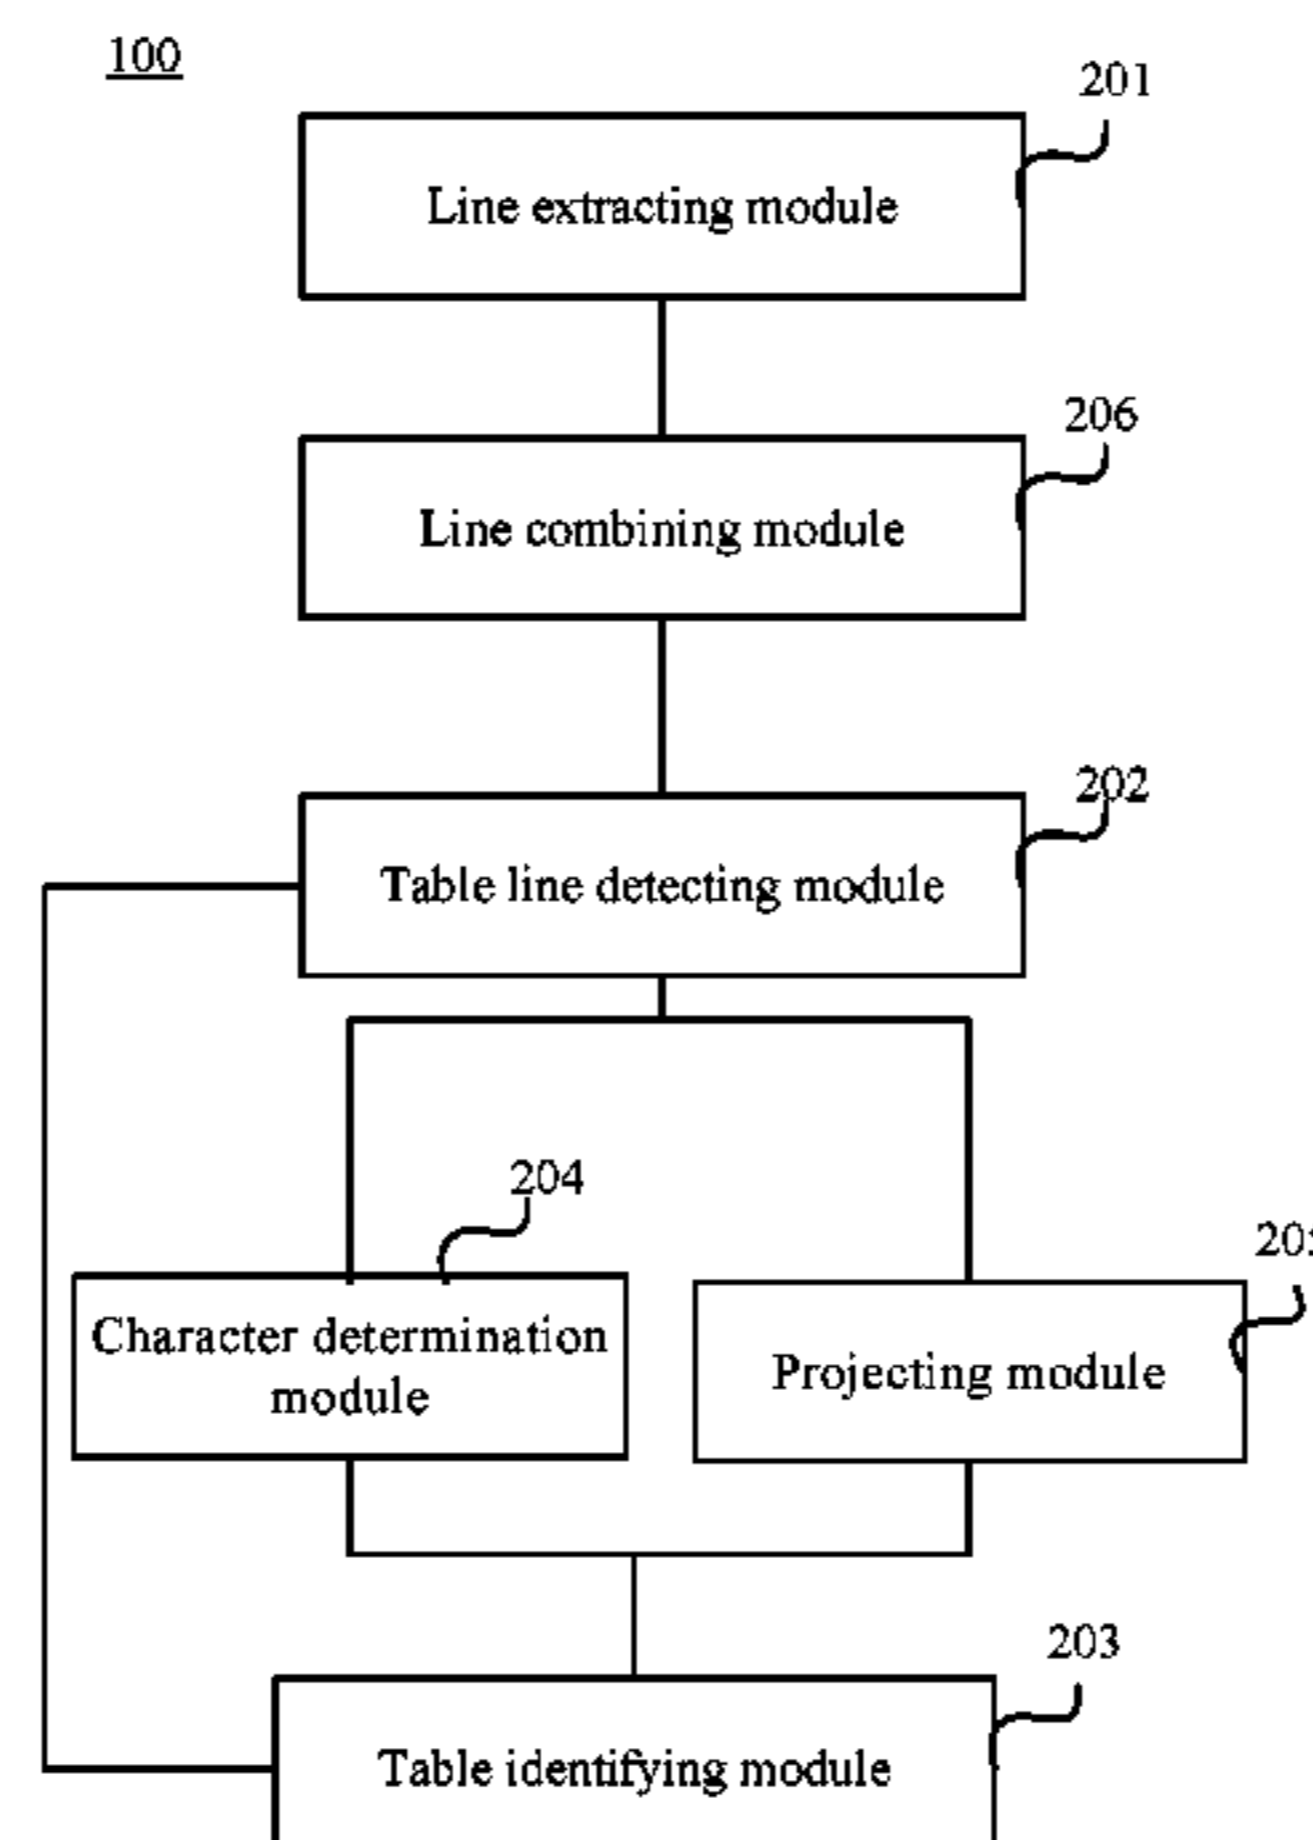 100
201
Line extracting module
206
Line combining module
202
Table line detecting module
204
Character determination
module
Projecting module
203
Table identifying module